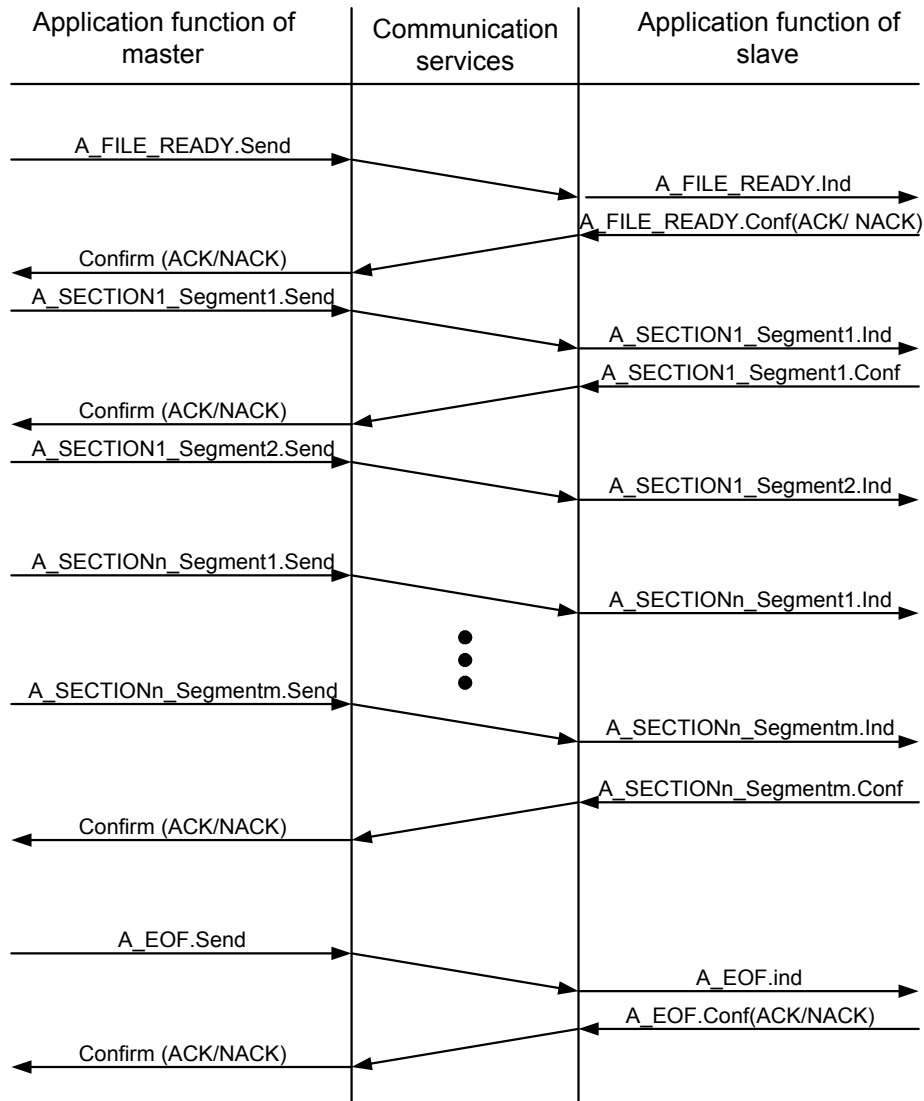 Application function of
master
Communication
services
Application function of
slave
A_FILE_READY.Send
A_FILE_READY.Ind
A_FILE_READY.Conf(ACK/ NACK)
Confirm (ACK/NACK)
A_SECTION1_Segment1.Send
A_SECTION1_Segment1.Ind
A_SECTION1_Segment1.Conf
Confirm (ACK/NACK)
A_SECTION1_Segment2.Send
A_SECTION1_Segment2.Ind
A_SECTIONn_Segment1.Send
A_SECTIONn_Segment1.Ind
A_SECTIONn_Segmentm.Send
A_SECTIONn_Segmentm.Ind
A_SECTIONn_Segmentm.Conf
Confirm (ACK/NACK)
A_EOF.Send
A_EOF.ind
A_EOF.Conf(ACK/NACK)
Confirm (ACK/NACK)